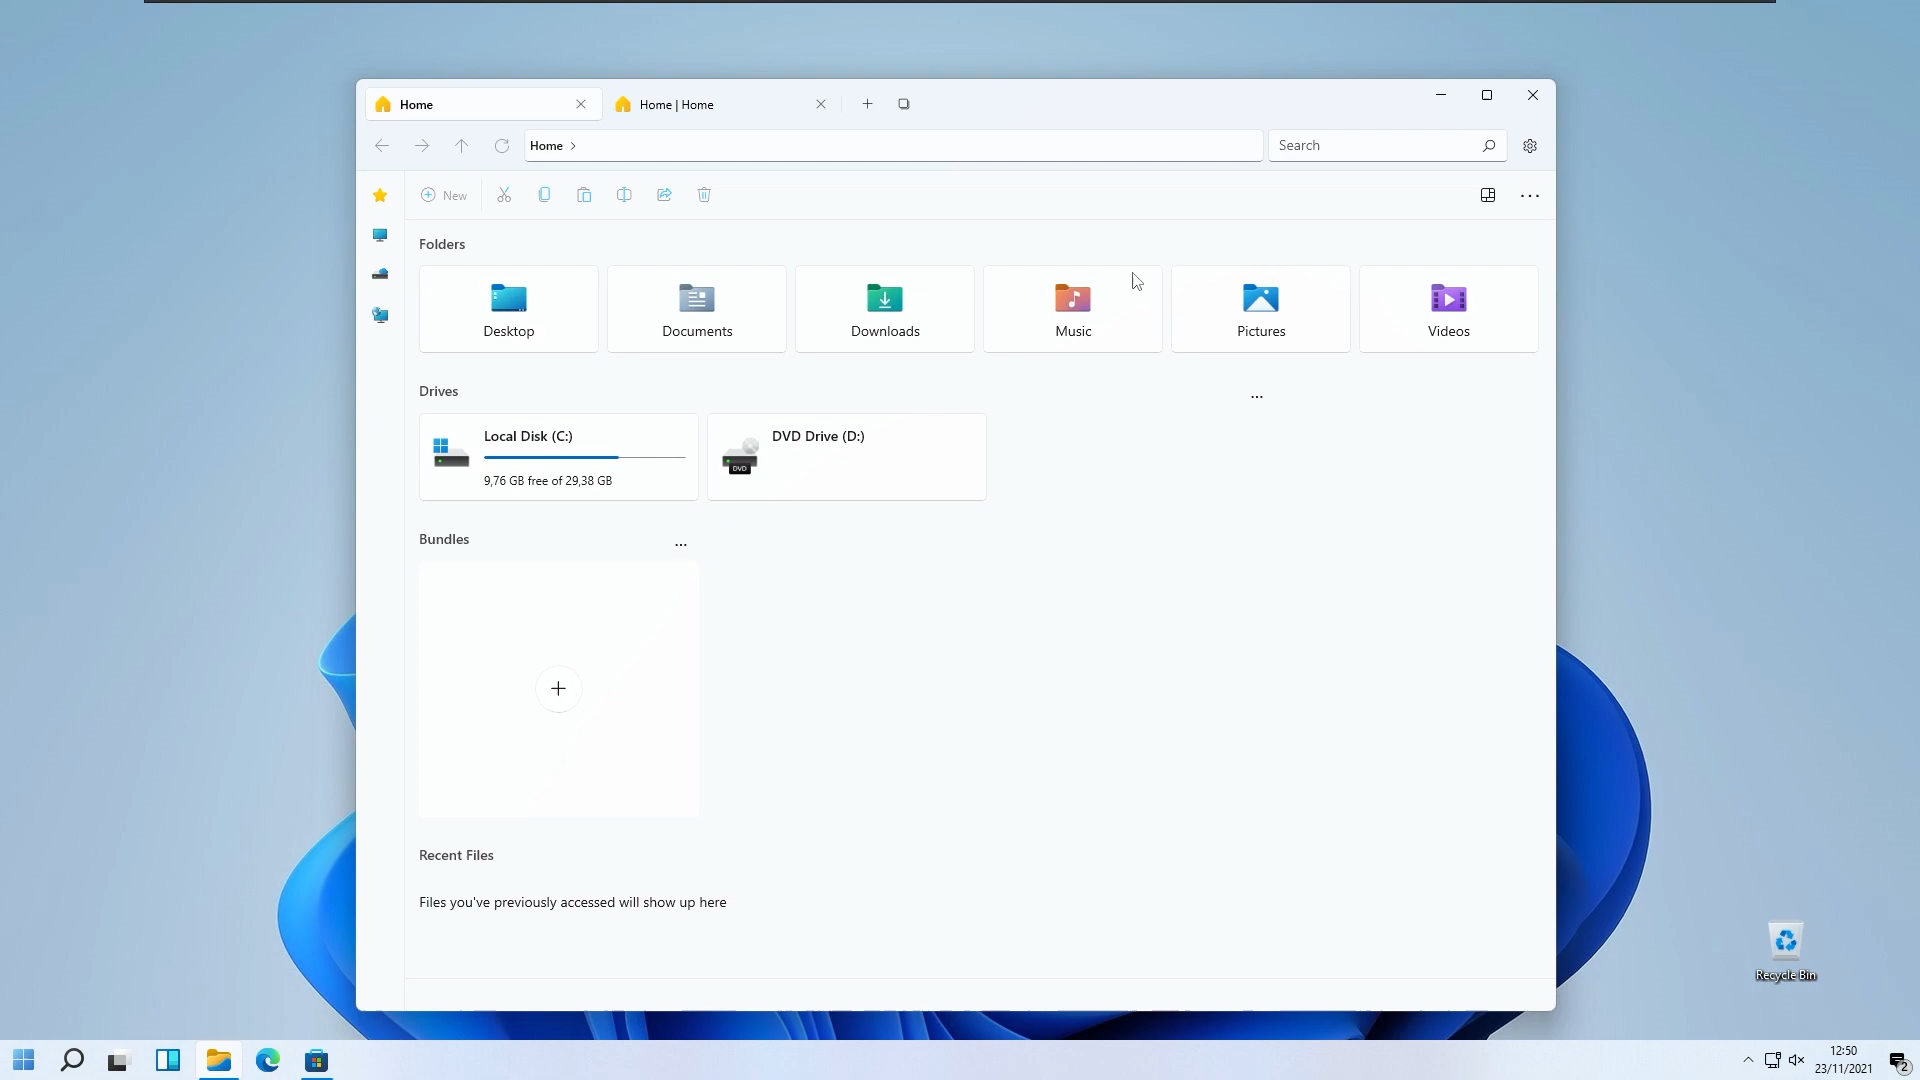 Home
Home | Home
Home
Search
New
Folders
Desktop
Documents
Downloads
Music
Pictures
Videos
Drives
...
Local Disk (C:)
9,76 GB free of 29,38 GB
DVD Drive (D:)
DVD
Bundles
...
Recent Files
Files you've previously accessed will show up here
Recycle Bin
12:50
23/11/2021
2